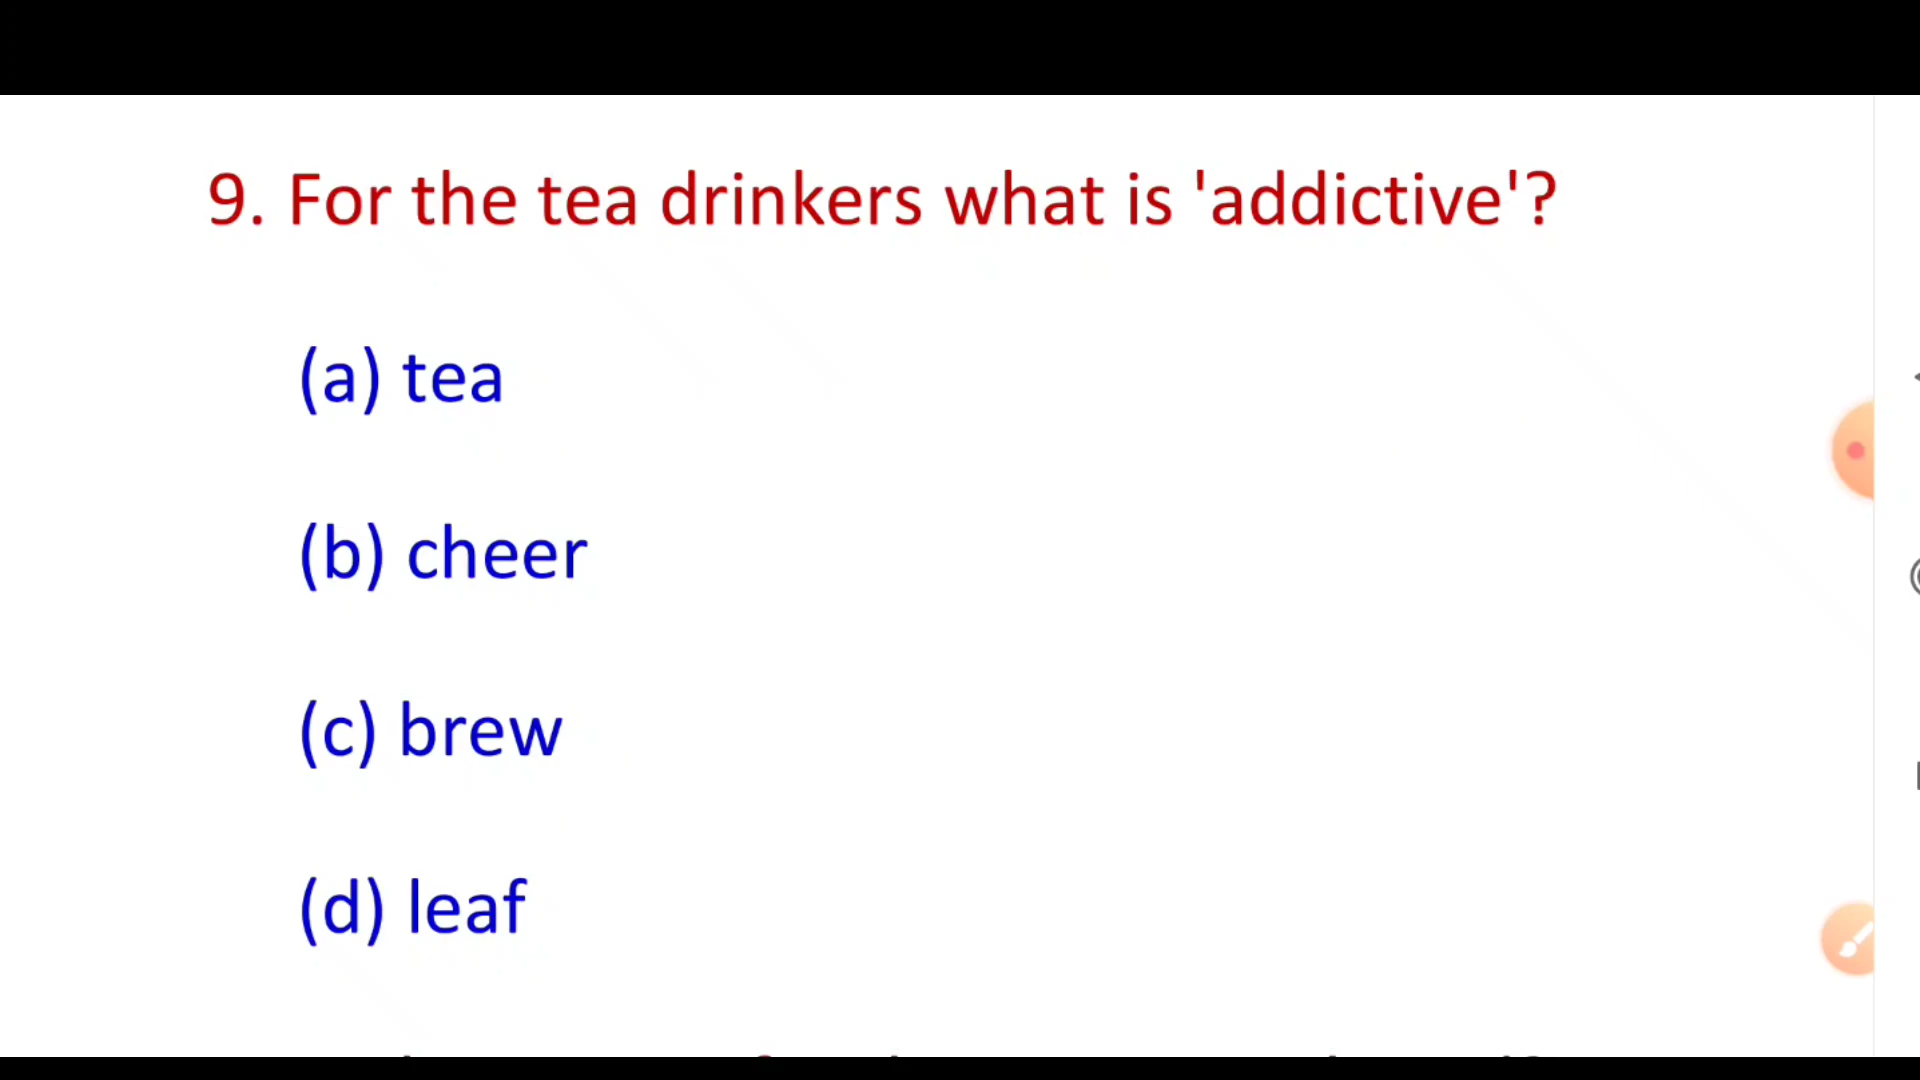 9. For the tea drinkers what is 'addictive'?
(a) tea
(b) cheer
(c) brew
(d) leaf